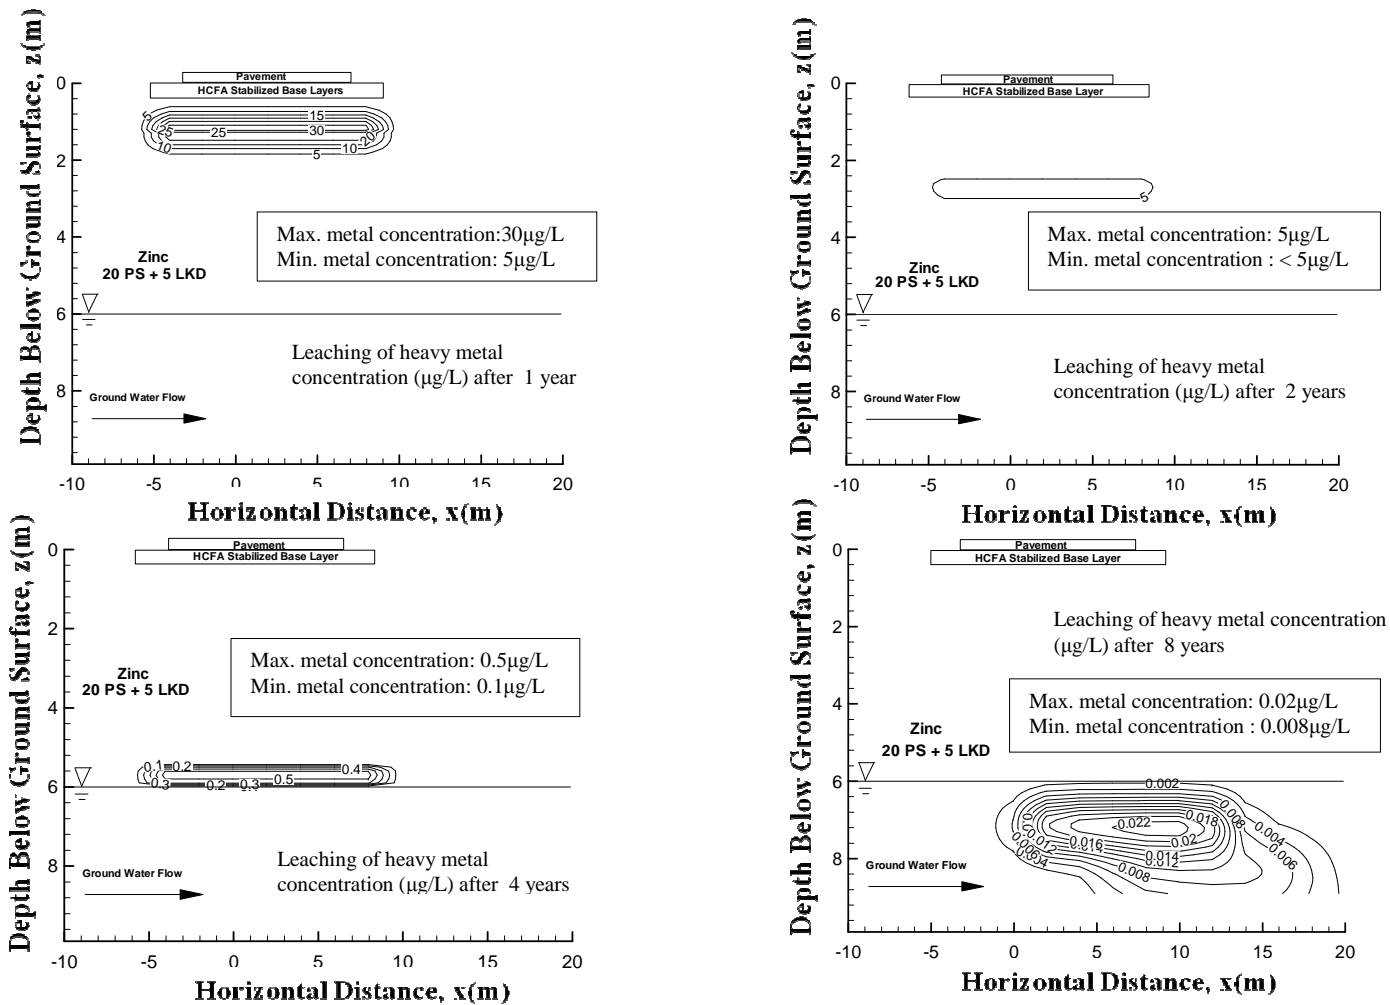 Depth Below Ground Surface, z(m)
0
2
4
6
8
Pavement
HCFA Stabilized Base Layers
5
15
25
25
30
20
10
10
5
Max. metal concentration:30µg/L
Min. metal concentration: 5µg/L
Zinc
20 PS + 5 LKD
Leaching of heavy metal
concentration (µg/L) after 1 year
Ground Water Flow
-10 -5 0 5 10 15 20
Horizontal Distance, x(m)
Depth Below Ground Surface, z(m)
0
2
4
6
8
Pavement
HCFA Stabilized Base Layer
5
Max. metal concentration: 5µg/L
Min. metal concentration : < 5µg/L
Zinc
20 PS + 5 LKD
Leaching of heavy metal
concentration (µg/L) after 2 years
Ground Water Flow
-10 -5 0 5 10 15 20
Horizontal Distance, x(m)
Depth Below Ground Surface, z(m)
0
2
4
6
8
Pavement
HCFA Stabilized Base Layer
Max. metal concentration: 0.5µg/L
Min. metal concentration: 0.1µg/L
Zinc
20 PS + 5 LKD
0.1 0.2 0.4
0.5
0.3 0.2 0.3
Leaching of heavy metal
concentration (µg/L) after 4 years
Ground Water Flow
-10 -5 0 5 10 15 20
Horizontal Distance, x(m)
Depth Below Ground Surface, z(m)
0
2
4
6
8
Pavement
HCFA Stabilized Base Layer
Leaching of heavy metal concentration
(µg/L) after 8 years
Max. metal concentration: 0.02µg/L
Min. metal concentration : 0.008µg/L
Zinc
20 PS + 5 LKD
0.002
0.018
0.008
0.022
0.004
0.02
0.016
0.012
0.014
0.012
0.006
0.006
0.008
Ground Water Flow
-10 -5 0 5 10 15 20
Horizontal Distance, x(m)